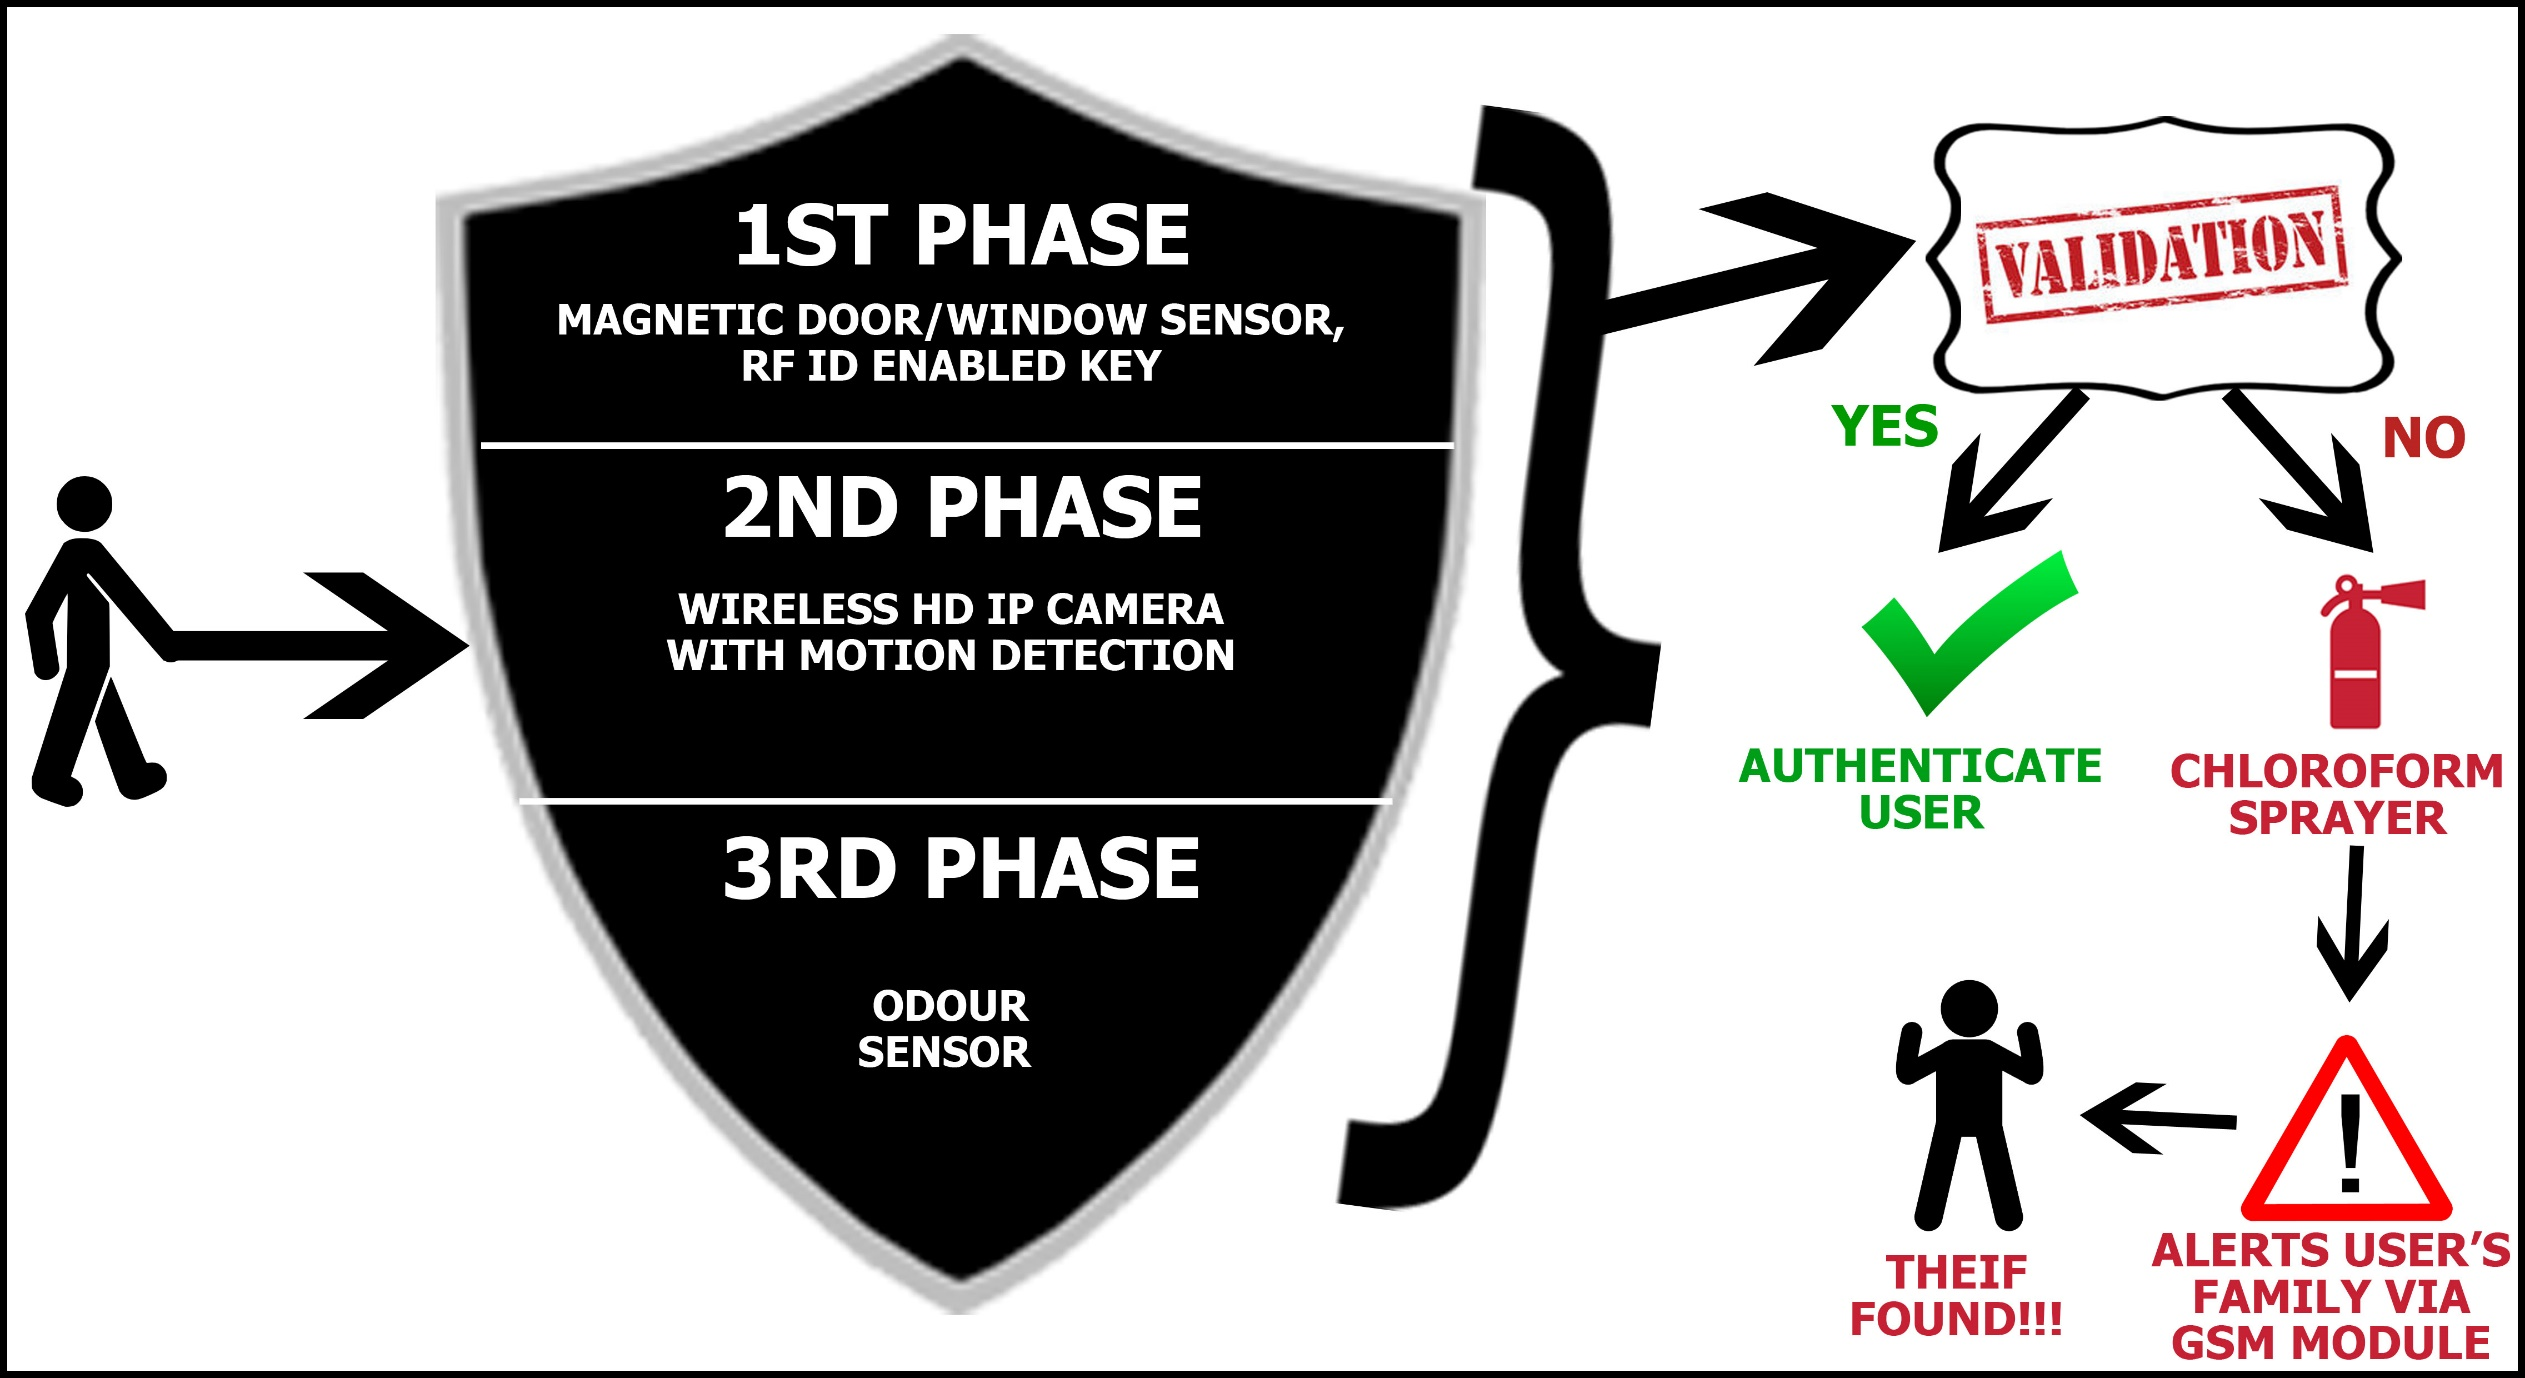 1ST PHASE
MAGNETIC DOOR/WINDOW SENSOR,
RF ID ENABLED KEY
2ND PHASE
WIRELESS HD IP CAMERA
WITH MOTION DETECTION
3RD PHASE
ODOUR
SENSOR
VALIDATION
YES
NO
AUTHENTICATE
USER
CHLOROFORM
SPRAYER
!
ALERTS USER’S
FAMILY VIA
GSM MODULE
THEIF
FOUND!!!